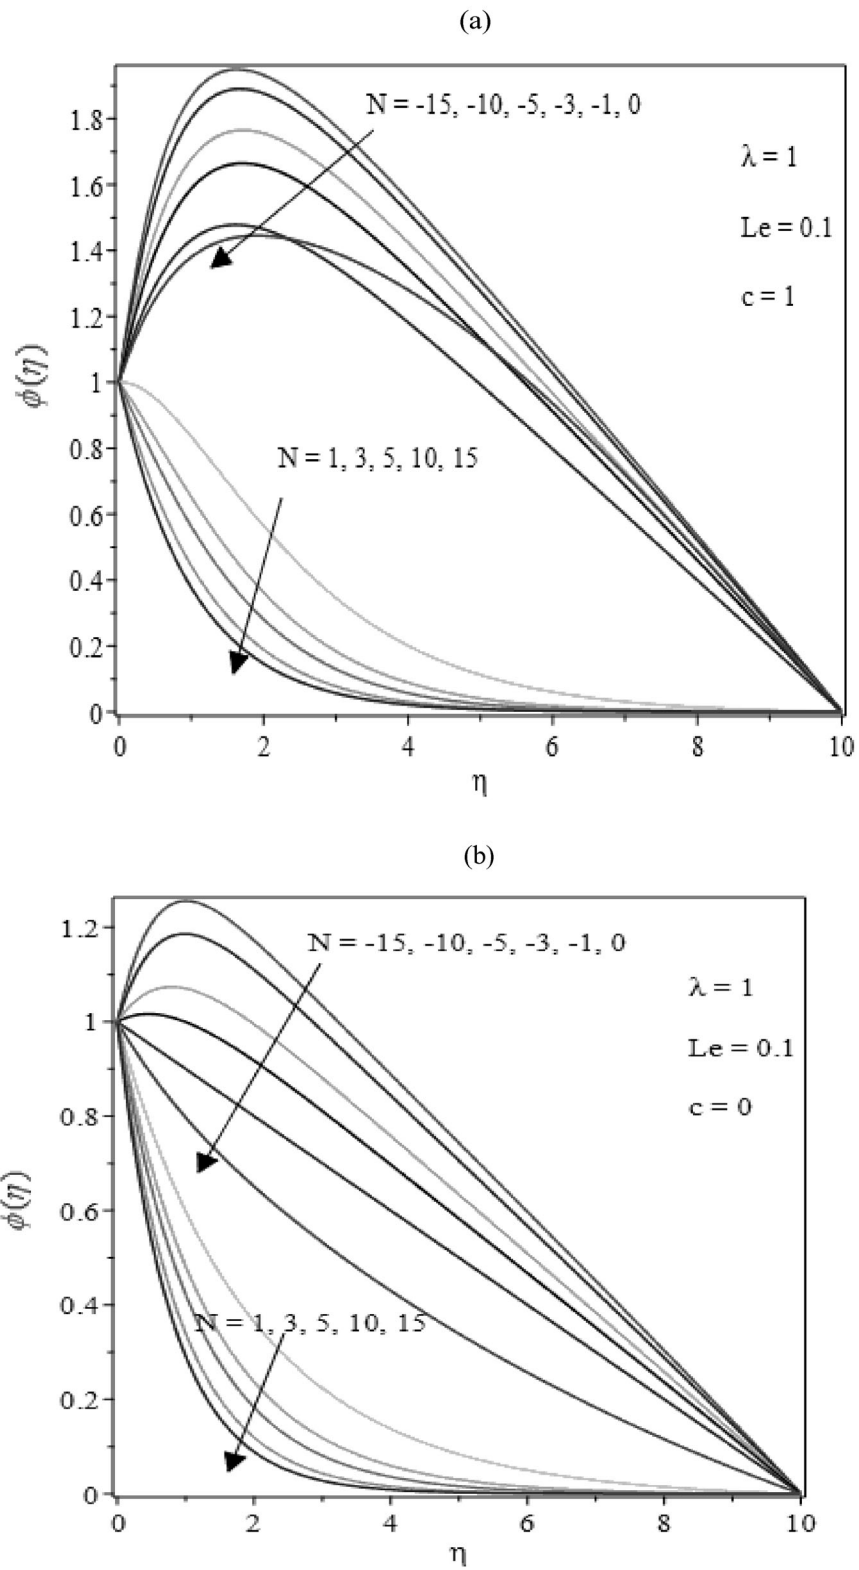 (a)
N = -15, -10, -5, -3, -1, 0
λ = 1
Le = 0.1
c = 1
N = 1, 3, 5, 10, 15
ϕ(η)
1.8
1.6
1.4
1.2
1
0.8
0.6
0.4
0.2
0
0 2 4 6 8 10
η
(b)
N = -15, -10, -5, -3, -1, 0
λ = 1
Le = 0.1
c = 0
N = 1, 3, 5, 10, 15
ϕ(η)
1.2
1
0.8
0.6
0.4
0.2
0
0 2 4 6 8 10
η